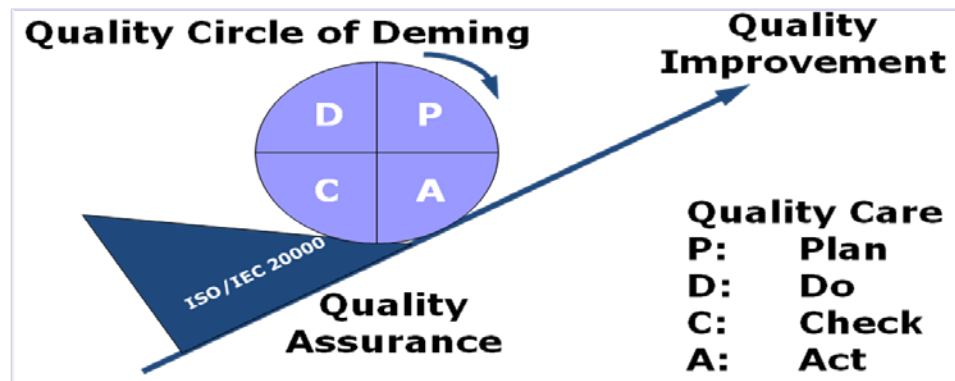 Quality Circle of Deming
Quality
Improvement
D P
C A
ISO/IEC 20000
Quality
Assurance
Quality Care
P: Plan
D: Do
C: Check
A: Act